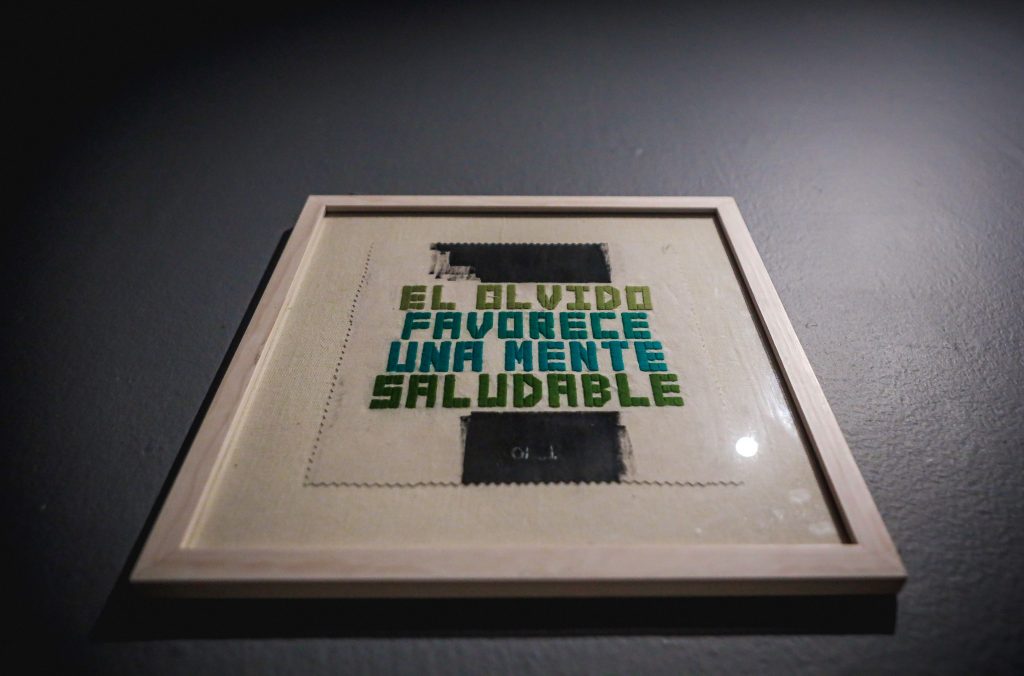 EL OLVIDO
FAVORECE
UNA MENTE
SALUDABLE